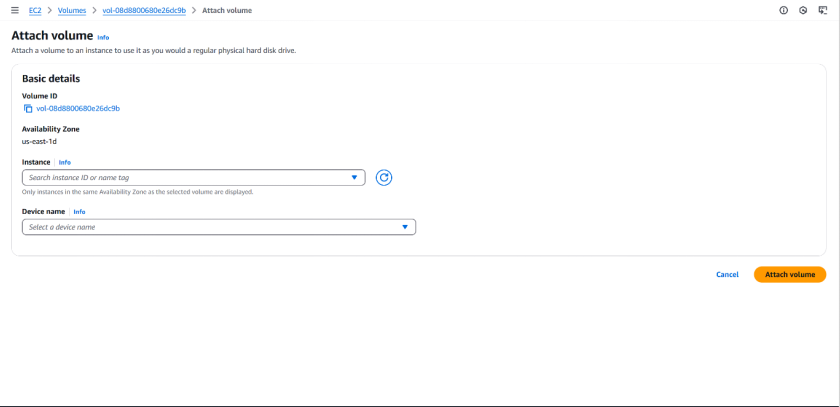 EC2 > Volumes > vol-08d8800680e26dc9b > Attach volume
Attach volume Info
Attach a volume to an instance to use it as you would a regular physical hard disk drive.
Basic details
Volume ID
vol-08d8800680e26dc9b
Availability Zone
us-east-1d
Instance | Info
Search instance ID or name tag
Only instances in the same Availability Zone as the selected volume are displayed.
Device name | Info
Select a device name
Cancel Attach volume